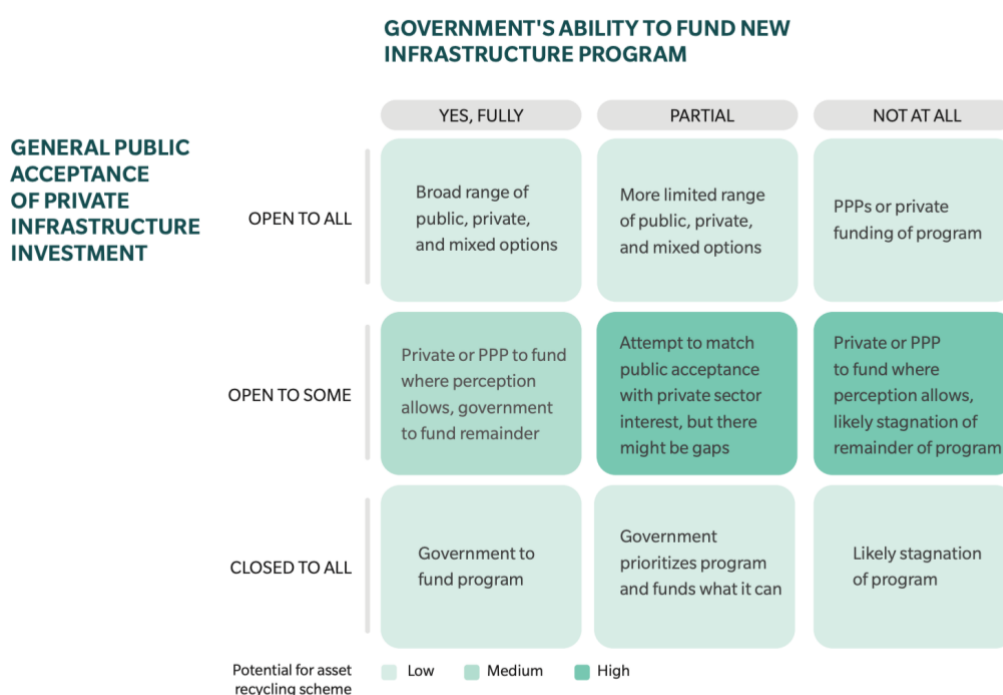 GOVERNMENT'S ABILITY TO FUND NEW
INFRASTRUCTURE PROGRAM
YES, FULLY
PARTIAL
NOT AT ALL
GENERAL PUBLIC
ACCEPTANCE
OF PRIVATE
INFRASTRUCTURE
INVESTMENT
OPEN TO ALL
Broad range of
public, private,
and mixed options
More limited range
of public, private,
and mixed options
PPPs or private
funding of program
OPEN TO SOME
Private or PPP to fund
where perception
allows, government
to fund remainder
Attempt to match
public acceptance
with private sector
interest, but there
might be gaps
Private or PPP
to fund where
perception allows,
likely stagnation of
remainder of program
CLOSED TO ALL
Government to
fund program
Government
prioritizes program
and funds what it can
Likely stagnation
of program
Potential for asset
recycling scheme
Low
Medium
High